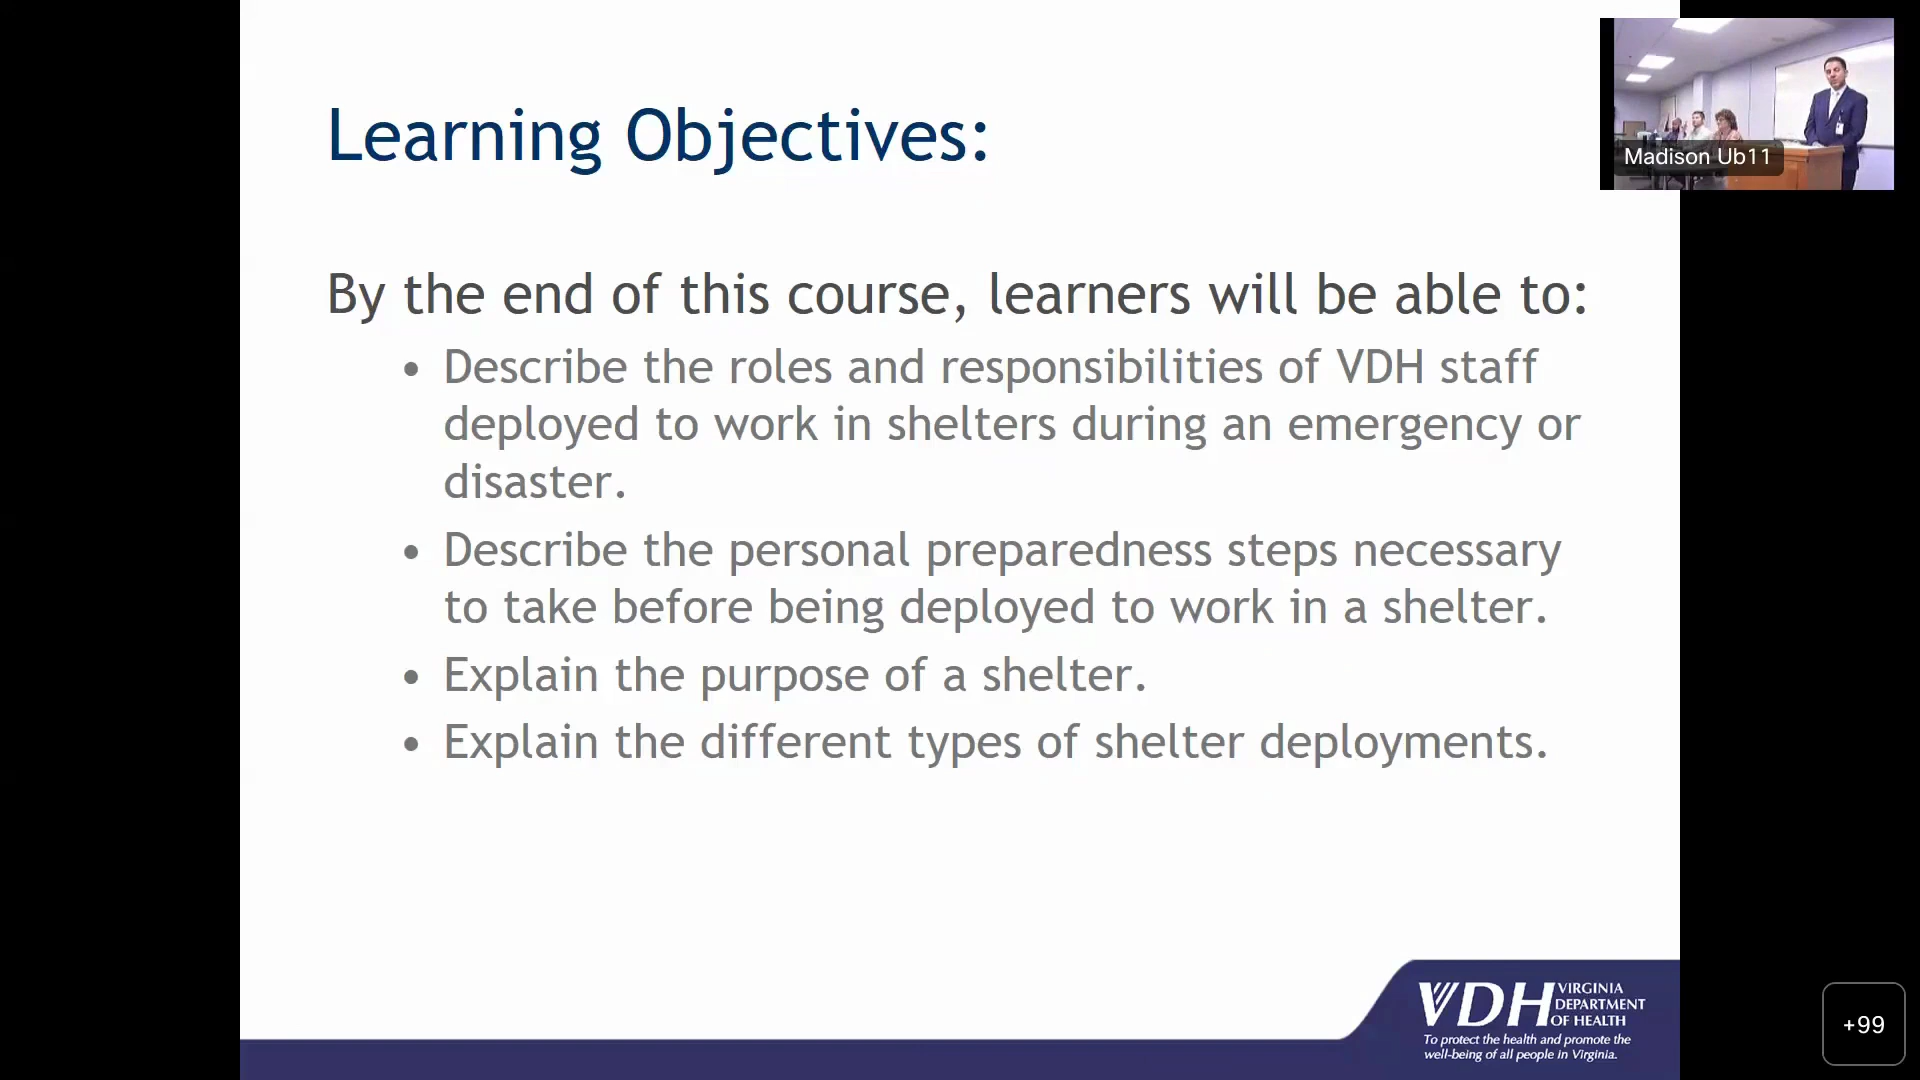 Learning Objectives:
Madison Ub11
By the end of this course, learners will be able to:
• Describe the roles and responsibilities of VDH staff
deployed to work in shelters during an emergency or
disaster.
• Describe the personal preparedness steps necessary
to take before being deployed to work in a shelter.
• Explain the purpose of a shelter.
• Explain the different types of shelter deployments.
VDH VIRGINIA
DEPARTMENT
OF HEALTH
To protect the health and promote the
well-being of all people in Virginia.
+99